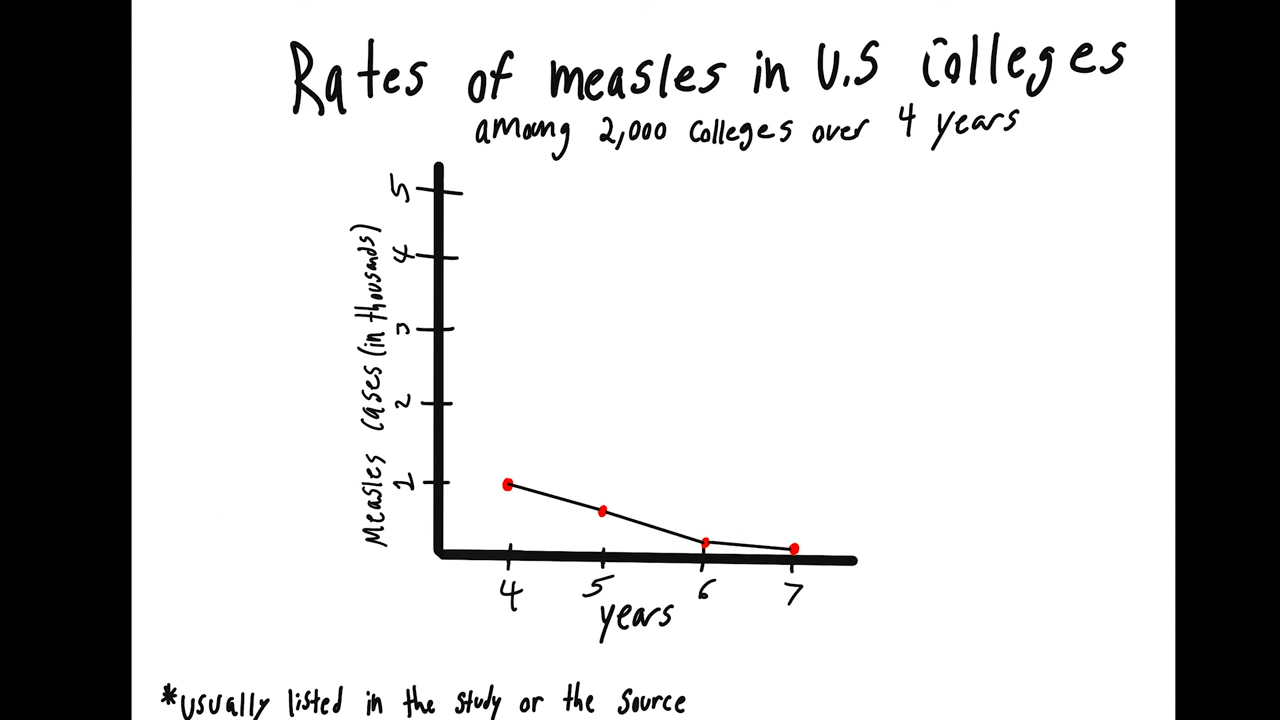 Rates of measles in U.S Colleges
among 2,000 colleges over 4 years
Measles cases (in thousands)
5
4
3
2
1
4 5 6 7
years
*usually listed in the study or the source